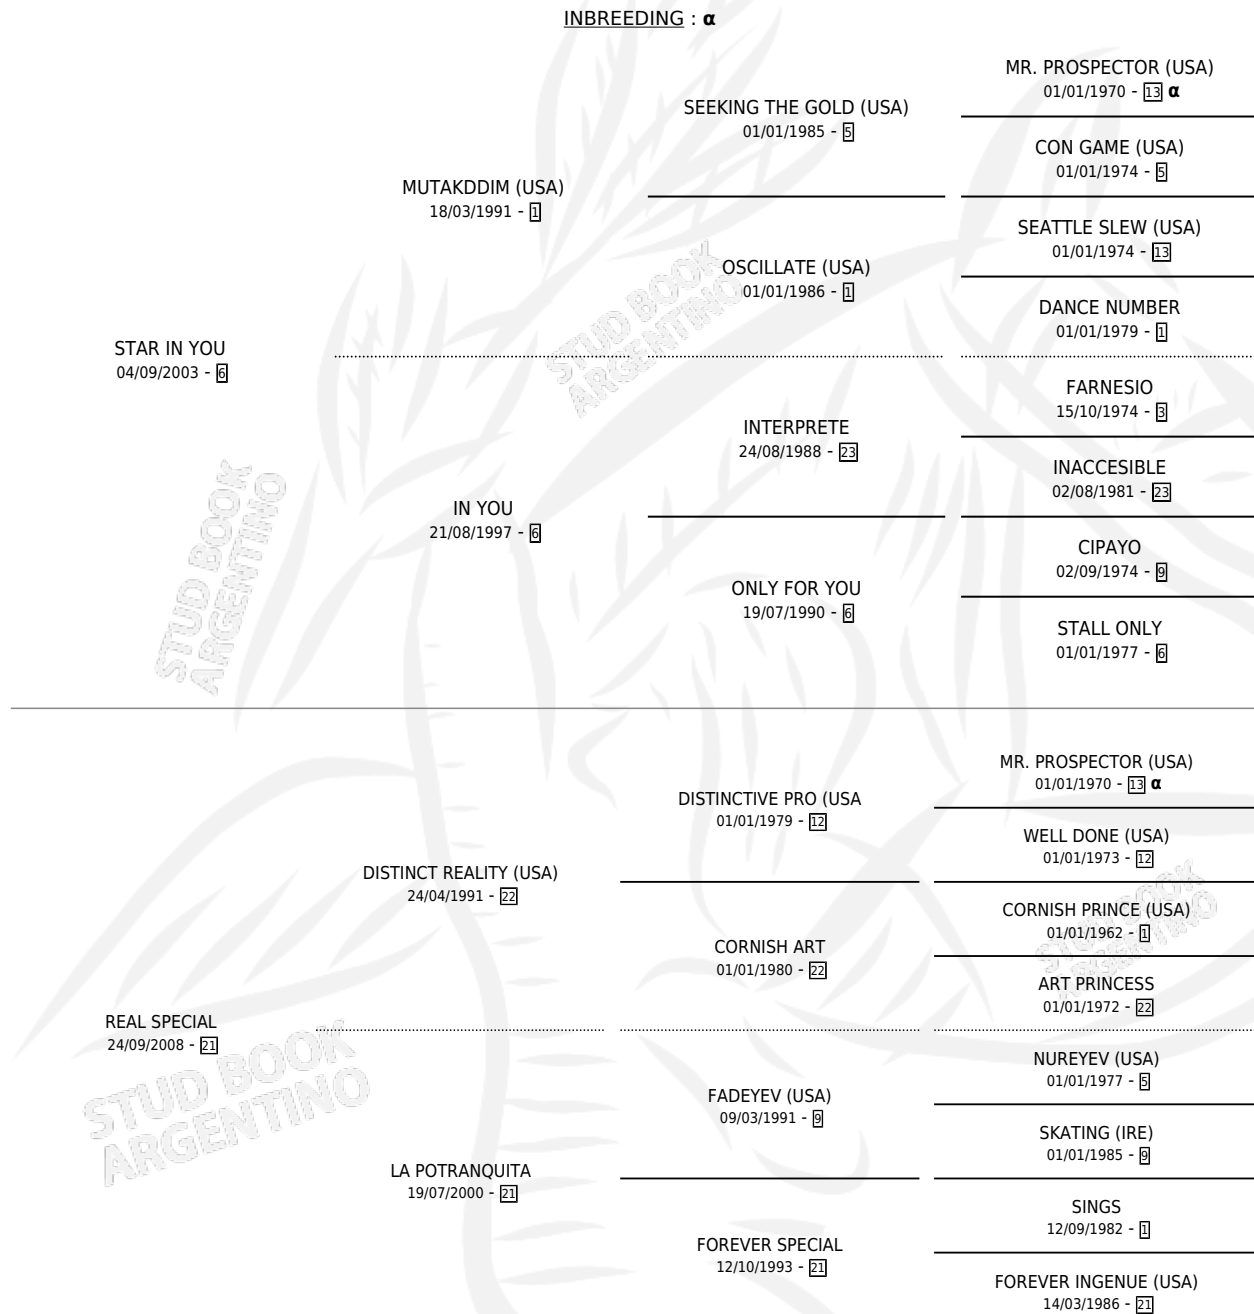 INBREEDING : α
MR. PROSPECTOR (USA)
01/01/1970 - 13 α
SEEKING THE GOLD (USA)
01/01/1985 - 5
CON GAME (USA)
01/01/1974 - 5
MUTAKDDIM (USA)
18/03/1991 - 1
SEATTLE SLEW (USA)
01/01/1974 - 13
OSCILLATE (USA)
01/01/1986 - 1
DANCE NUMBER
01/01/1979 - 1
STAR IN YOU
04/09/2003 - 6
FARNESIO
15/10/1974 - 3
INTERPRETE
24/08/1988 - 23
INACCESIBLE
02/08/1981 - 23
IN YOU
21/08/1997 - 6
CIPAYO
02/09/1974 - 9
ONLY FOR YOU
19/07/1990 - 6
STALL ONLY
01/01/1977 - 6
MR. PROSPECTOR (USA)
01/01/1970 - 13 α
DISTINCTIVE PRO (USA
01/01/1979 - 12
WELL DONE (USA)
01/01/1973 - 12
DISTINCT REALITY (USA)
24/04/1991 - 22
CORNISH PRINCE (USA)
01/01/1962 - 1
CORNISH ART
01/01/1980 - 22
ART PRINCESS
01/01/1972 - 22
REAL SPECIAL
24/09/2008 - 21
NUREYEV (USA)
01/01/1977 - 5
FADEYEV (USA)
09/03/1991 - 9
SKATING (IRE)
01/01/1985 - 9
LA POTRANQUITA
19/07/2000 - 21
SINGS
12/09/1982 - 1
FOREVER SPECIAL
12/10/1993 - 21
FOREVER INGENUE (USA)
14/03/1986 - 21
STUD BOOK
ARGENTINO
STUD BOOK
ARGENTINO
STUD BOOK
ARGENTINO
STUD BOOK
ARGENTINO